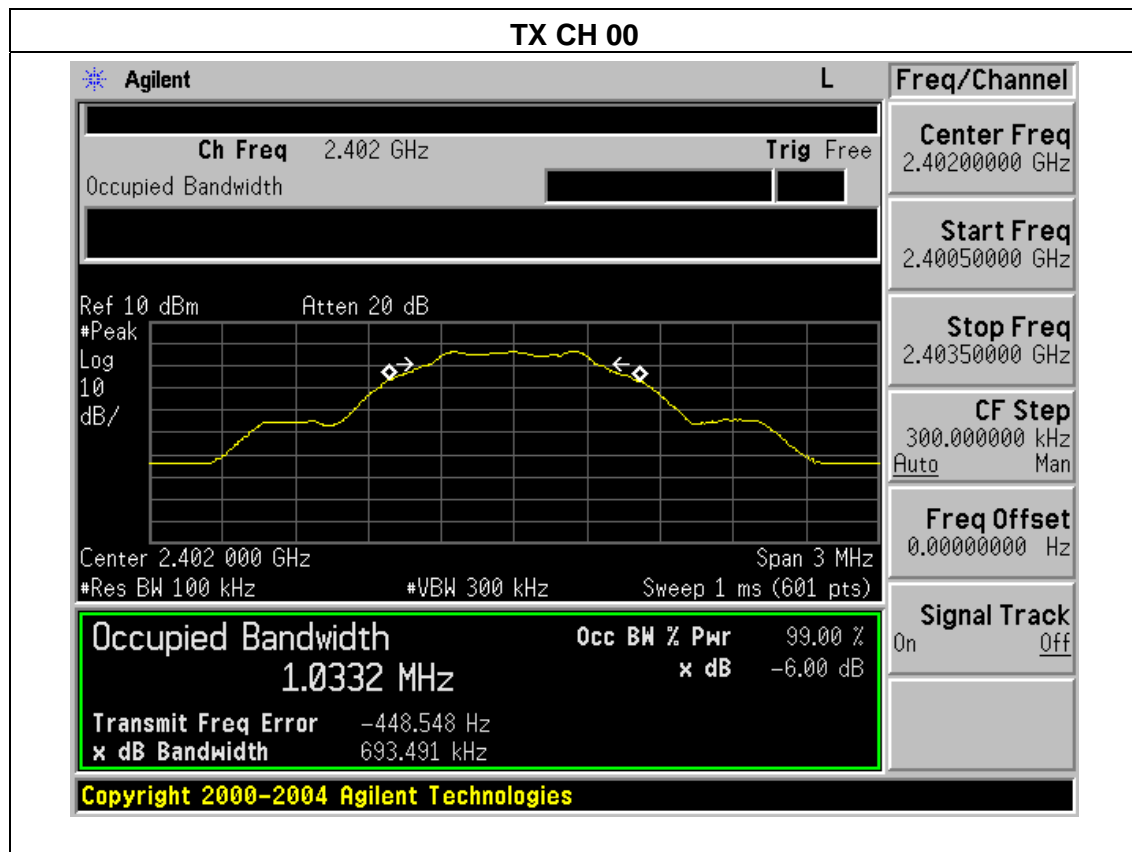 TX CH 00
Agilent L Freq/Channel
Ch Freq 2.402 GHz Trig Free
Occupied Bandwidth
Center Freq
2.40200000 GHz
Start Freq
2.40050000 GHz
Stop Freq
2.40350000 GHz
CF Step
300.000000 kHz
Auto Man
Freq Offset
0.00000000 Hz
Signal Track
On Off
Ref 10 dBm Atten 20 dB
#Peak
Log
10
dB/
Center 2.402 000 GHz Span 3 MHz
#Res BW 100 kHz #VBW 300 kHz Sweep 1 ms (601 pts)
Occupied Bandwidth Occ BW % Pwr 99.00 %
1.0332 MHz x dB -6.00 dB
Transmit Freq Error -448.548 Hz
x dB Bandwidth 693.491 kHz
Copyright 2000-2004 Agilent Technologies